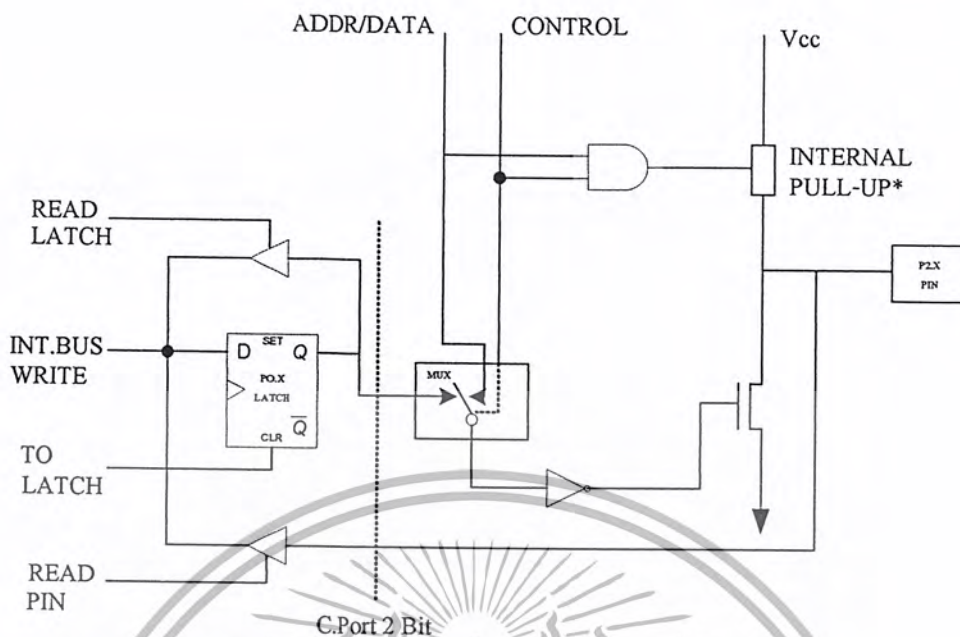 ADDR/DATA
CONTROL
Vcc
INTERNAL
PULL-UP*
READ
LATCH
P2.X
PIN
INT.BUS
WRITE
D
SET
Q
PO.X
LATCH
Q
CLR
MUX
TO
LATCH
READ
PIN
C.Port 2 Bit